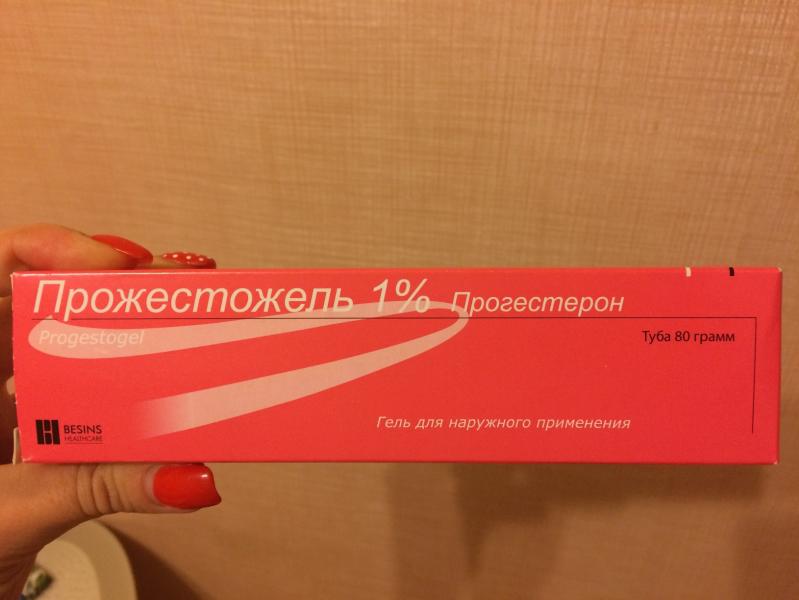 Прожестожель 1% Прогестерон
Progestogel
Туба 80 грамм
Гель для наружного применения
BESINS
HEALTHCARE